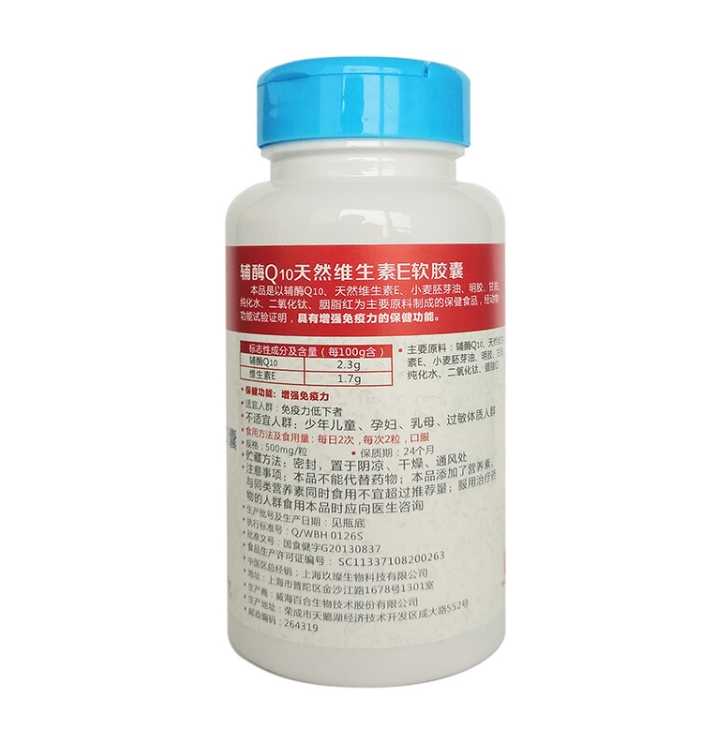 辅酶Q10天然维生素E软胶囊
本品是以辅酶Q10、天然维生素E、小麦胚芽油、明胶、甘油、
纯化水、二氧化钛、胭脂红为主要原料制成的保健食品，经动物
功能试验证明，具有增强免疫力的保健功能。
标志性成分及含量（每100g含）
辅酶Q10 2.3g
维生素E 1.7g
• 主要原料：辅酶Q10、天然维生
素E、小麦胚芽油、明胶、甘油
纯化水、二氧化钛、胭脂红
• 保健功能：增强免疫力
• 适宜人群：免疫力低下者
• 不适宜人群：少年儿童、孕妇、乳母、过敏体质人群
• 食用方法及食用量：每日2次，每次2粒，口服
• 规格：500mg/粒 • 保质期：24个月
• 贮藏方法：密封，置于阴凉、干燥、通风处
• 注意事项：本品不能代替药物；本品添加了营养素，
与同类营养素同时食用不宜超过推荐量；服用治疗药
物的人群食用本品时应向医生咨询
• 生产批号及生产日期：见瓶底
• 执行标准号：Q/WBH 0126S
• 批准文号：国食健字G20130837
• 食品生产许可证编号：SC11337108200263
• 中国区总经销：上海玖璨生物科技有限公司
• 地址：上海市普陀区金沙江路1678号1301室
• 生产商：威海百合生物技术股份有限公司
• 生产地址：荣成市天鹅湖经济技术开发区成大路552号
• 邮政编码：264319